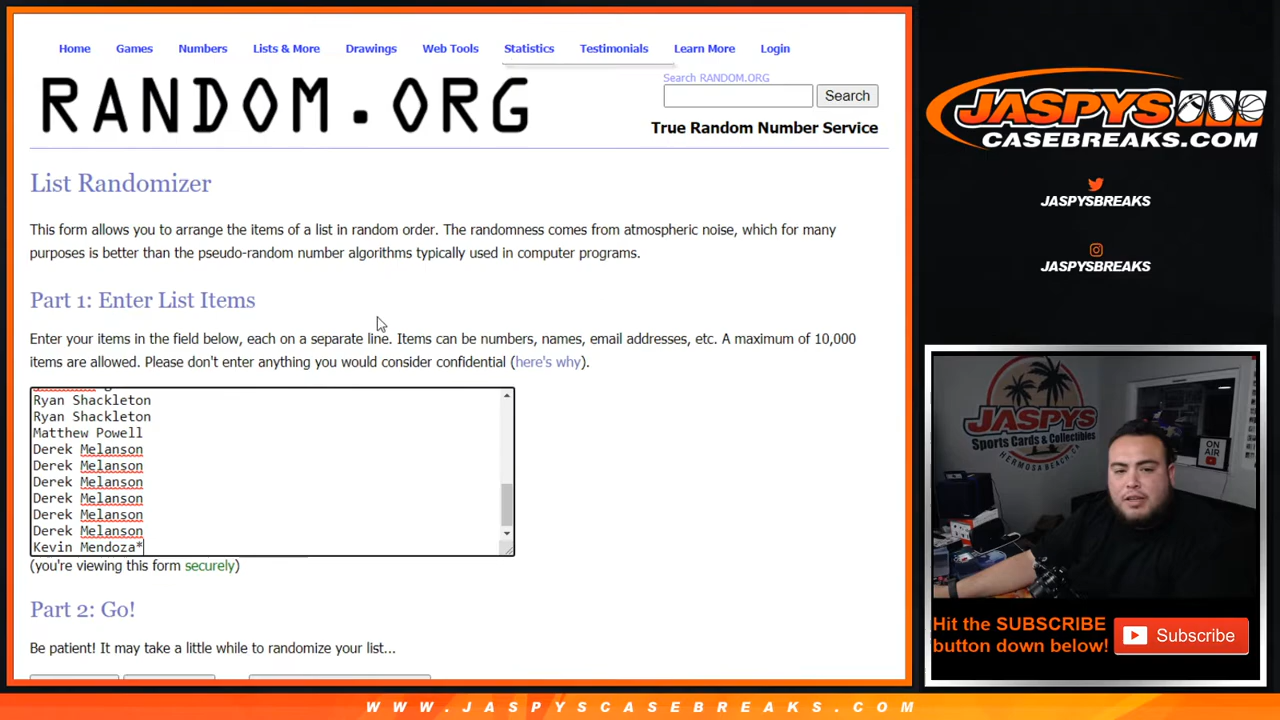 Home Games Numbers Lists & More Drawings Web Tools Statistics Testimonials Learn More Login
RANDOM.ORG
Search RANDOM.ORG
Search
True Random Number Service
List Randomizer
This form allows you to arrange the items of a list in random order. The randomness comes from atmospheric noise, which for many
purposes is better than the pseudo-random number algorithms typically used in computer programs.
Part 1: Enter List Items
Enter your items in the field below, each on a separate line. Items can be numbers, names, email addresses, etc. A maximum of 10,000
items are allowed. Please don't enter anything you would consider confidential (here's why).
Ryan Shackleton
Ryan Shackleton
Matthew Powell
Derek Melanson
Derek Melanson
Derek Melanson
Derek Melanson
Derek Melanson
Derek Melanson
Kevin Mendoza*
(you're viewing this form securely)
Part 2: Go!
Be patient! It may take a little while to randomize your list...
JASPYS
CASEBREAKS.COM
JASPYSBREAKS
JASPYSBREAKS
JASPYS
Sports Cards & Collectibles
HERMOSA BEACH, CA
ON
AIR
Hit the SUBSCRIBE
button down below!
Subscribe
WWW.JASPYSCASEBREAKS.COM